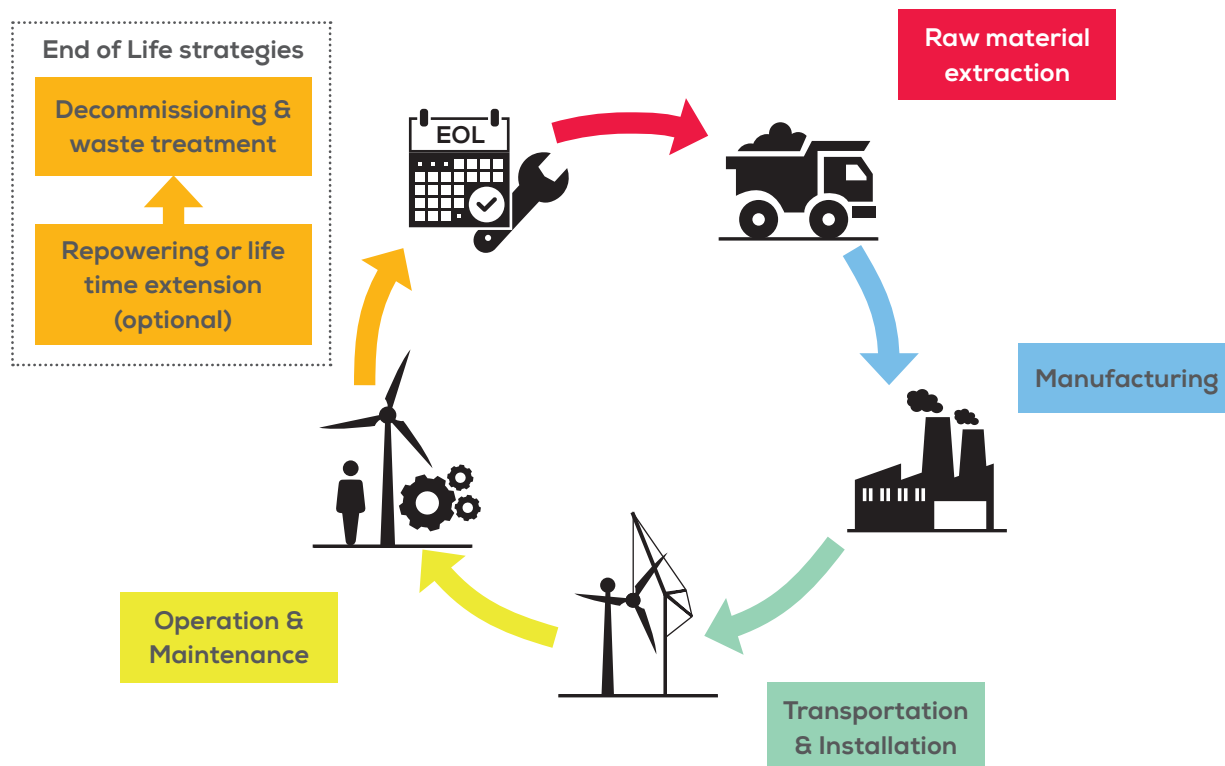 End of Life strategies
Decommissioning &
waste treatment
Repowering or life
time extension
(optional)
EOL
Raw material
extraction
Manufacturing
Transportation
& Installation
Operation &
Maintenance